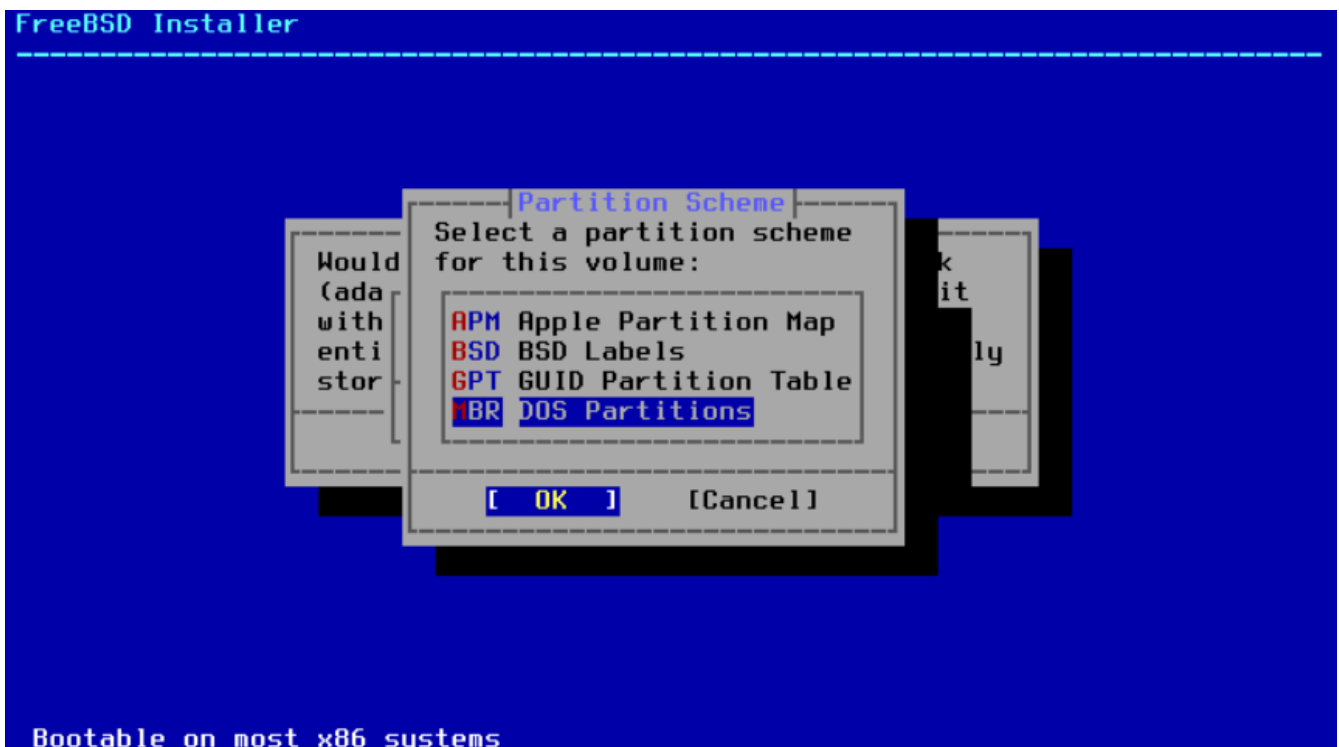 FreeBSD Installer
Partition Scheme
Select a partition scheme
Would for this volume: k
(ada it
with APM Apple Partition Map
enti BSD BSD Labels ly
stor GPT GUID Partition Table
MBR DOS Partitions
[ OK ] [Cancel]
Bootable on most x86 systems